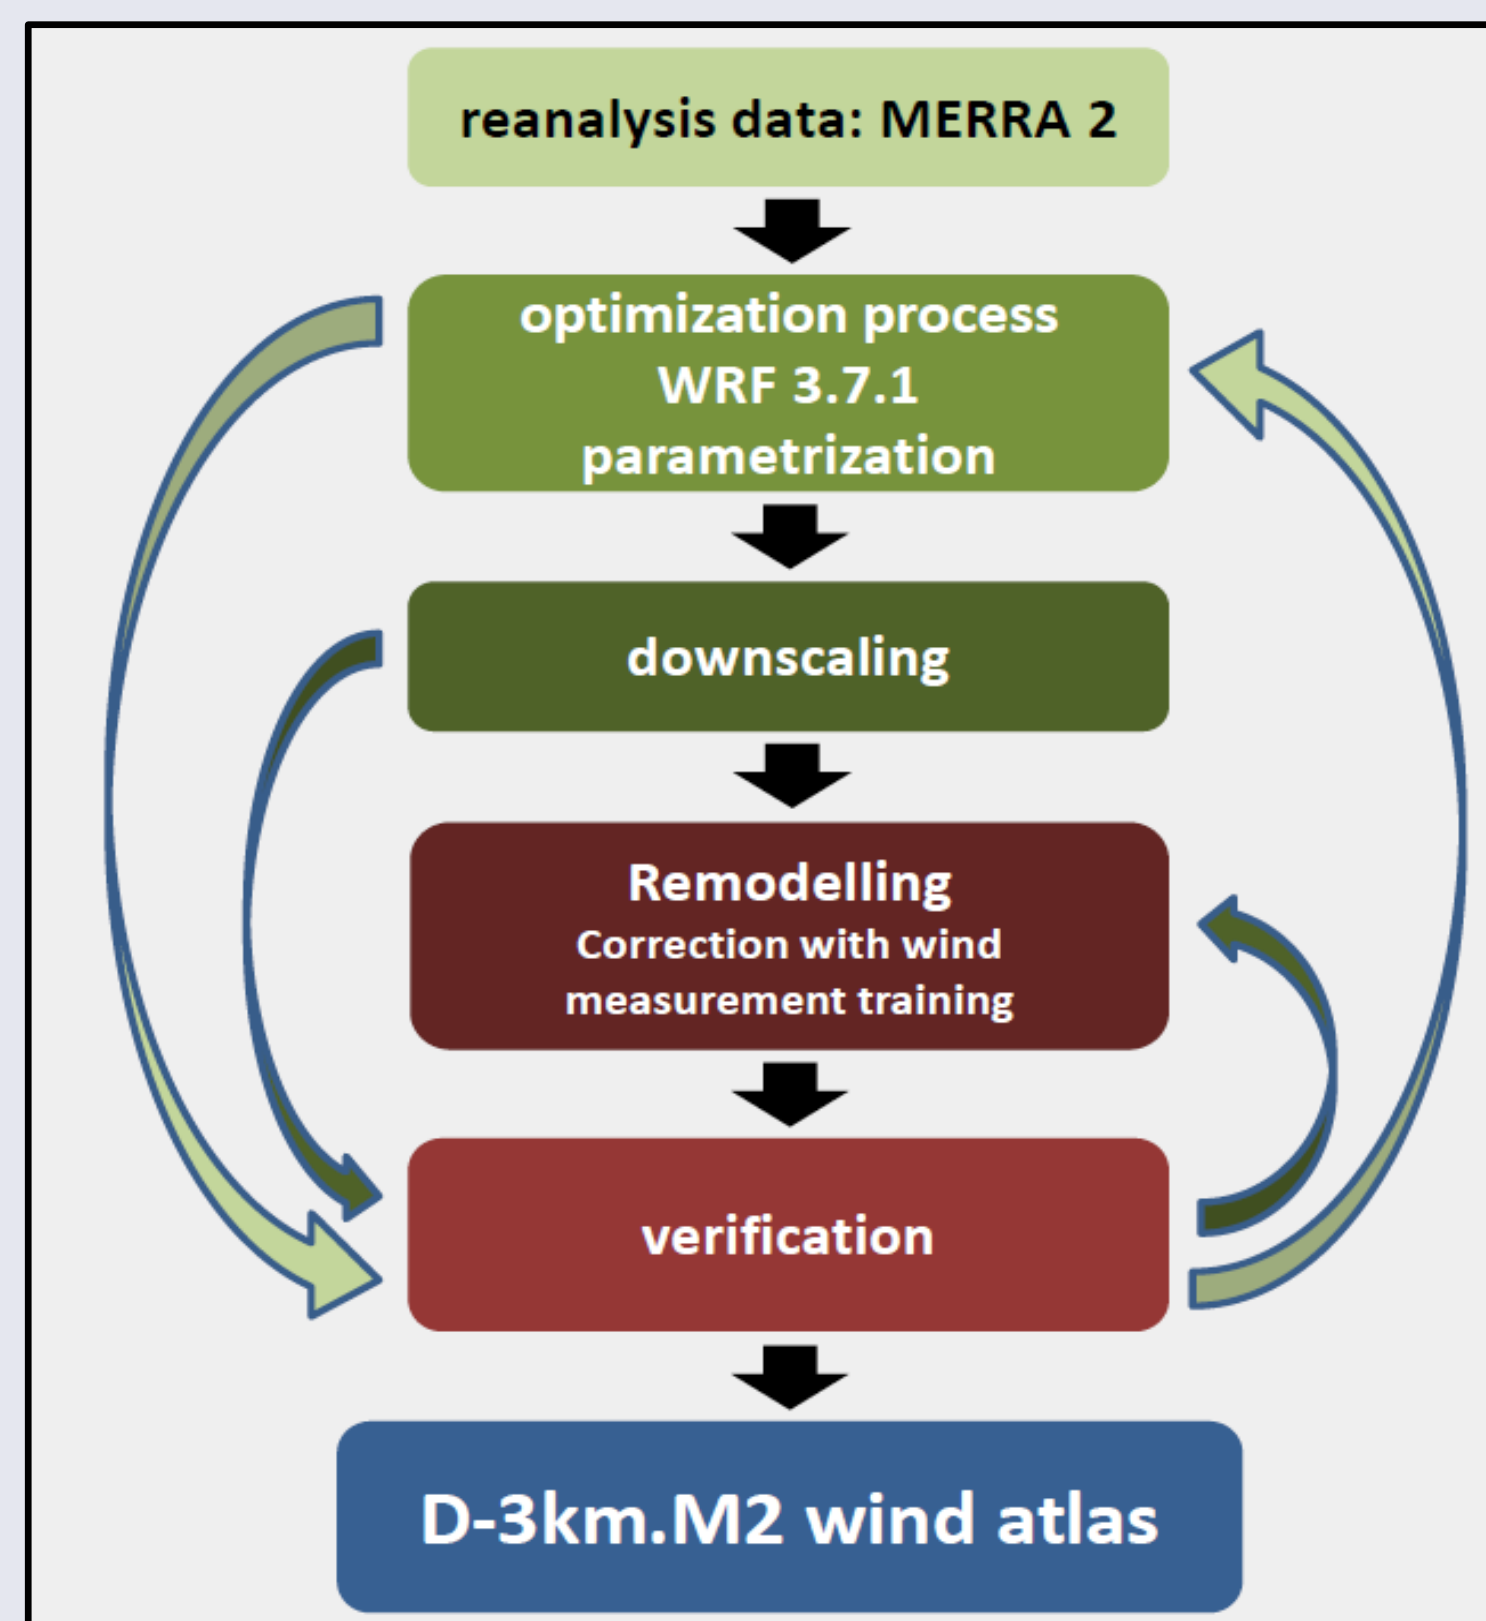 reanalysis data: MERRA 2
optimization process
WRF 3.7.1
parametrization
downscaling
Remodelling
Correction with wind
measurement training
verification
D-3km.M2 wind atlas